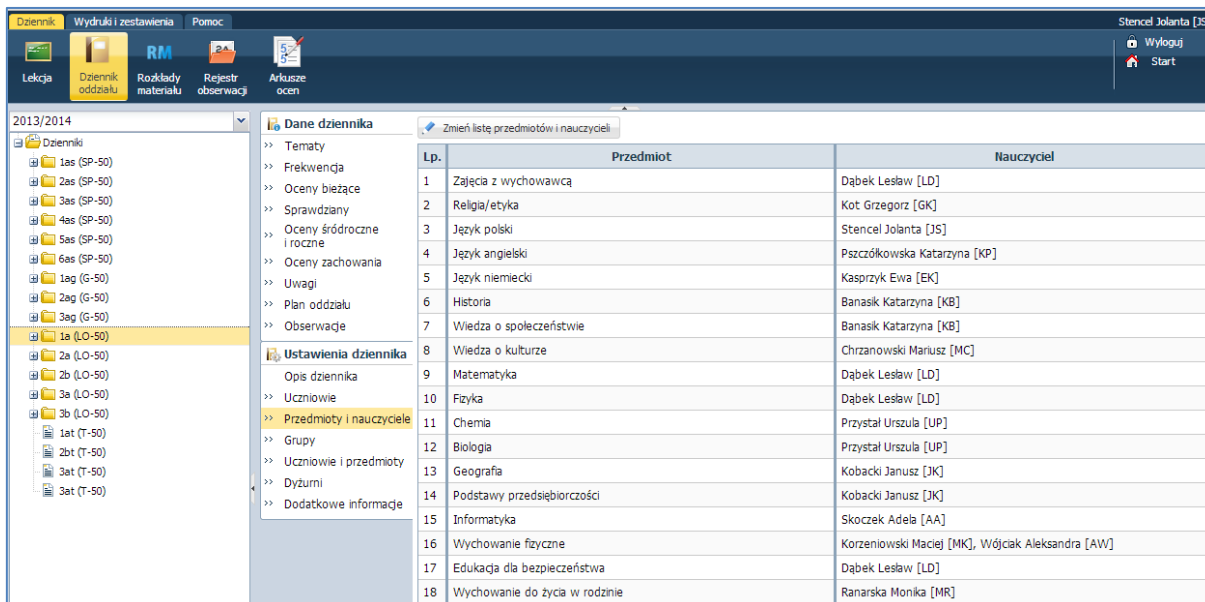 Dziennik Wydruki i zestawienia Pomoc Stencel Jolanta [JS
Lekcja
Dziennik oddziału
RM Rozkłady materiału
Rejestr obserwacji
Arkusze ocen
Wyloguj
Start
2013/2014
Dzienniki
1as (SP-50)
2as (SP-50)
3as (SP-50)
4as (SP-50)
5as (SP-50)
6as (SP-50)
1ag (G-50)
2ag (G-50)
3ag (G-50)
1a (LO-50)
2a (LO-50)
2b (LO-50)
3a (LO-50)
3b (LO-50)
1at (T-50)
2bt (T-50)
3at (T-50)
3at (T-50)
Dane dziennika
Tematy
Frekwencja
Oceny bieżące
Sprawdziany
Oceny śródroczne
i roczne
Oceny zachowania
Uwagi
Plan oddziału
Obserwacje
Ustawienia dziennika
Opis dziennika
Uczniowie
Przedmioty i nauczyciele
Grupy
Uczniowie i przedmioty
Dyżurni
Dodatkowe informacje
Zmień listę przedmiotów i nauczycieli
Lp. Przedmiot Nauczyciel
1 Zajęcia z wychowawcą Dąbek Lesław [LD]
2 Religia/etyka Kot Grzegorz [GK]
3 Język polski Stencel Jolanta [JS]
4 Język angielski Pszczółkowska Katarzyna [KP]
5 Język niemiecki Kasprzyk Ewa [EK]
6 Historia Banasik Katarzyna [KB]
7 Wiedza o społeczeństwie Banasik Katarzyna [KB]
8 Wiedza o kulturze Chrzanowski Mariusz [MC]
9 Matematyka Dąbek Lesław [LD]
10 Fizyka Dąbek Lesław [LD]
11 Chemia Przystał Urszula [UP]
12 Biologia Przystał Urszula [UP]
13 Geografia Kobacki Janusz [JK]
14 Podstawy przedsiębiorczości Kobacki Janusz [JK]
15 Informatyka Skoczek Adela [AA]
16 Wychowanie fizyczne Korzeniowski Maciej [MK], Wójciak Aleksandra [AW]
17 Edukacja dla bezpieczeństwa Dąbek Lesław [LD]
18 Wychowanie do życia w rodzinie Ranarska Monika [MR]